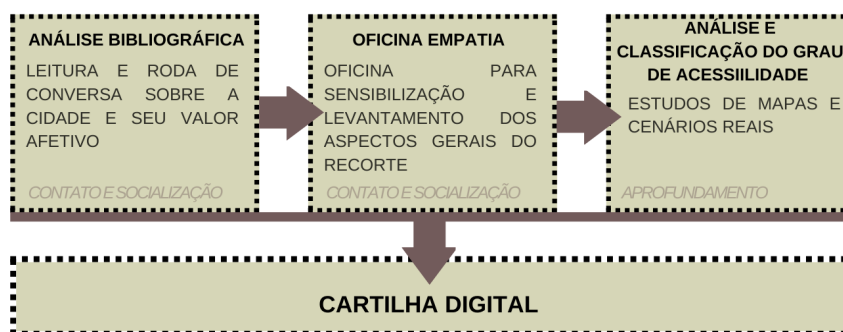 ANÁLISE BIBLIOGRÁFICA
LEITURA E RODA DE
CONVERSA SOBRE A
CIDADE E SEU VALOR
AFETIVO
CONTATO E SOCIALIZAÇÃO
OFICINA EMPATIA
OFICINA PARA
SENSIBILIZAÇÃO E
LEVANTAMENTO DOS
ASPECTOS GERAIS DO
RECORTE
CONTATO E SOCIALIZAÇÃO
ANÁLISE E
CLASSIFICAÇÃO DO GRAU
DE ACESSIILIDADE
ESTUDOS DE MAPAS E
CENÁRIOS REAIS
APROFUNDAMENTO
CARTILHA DIGITAL